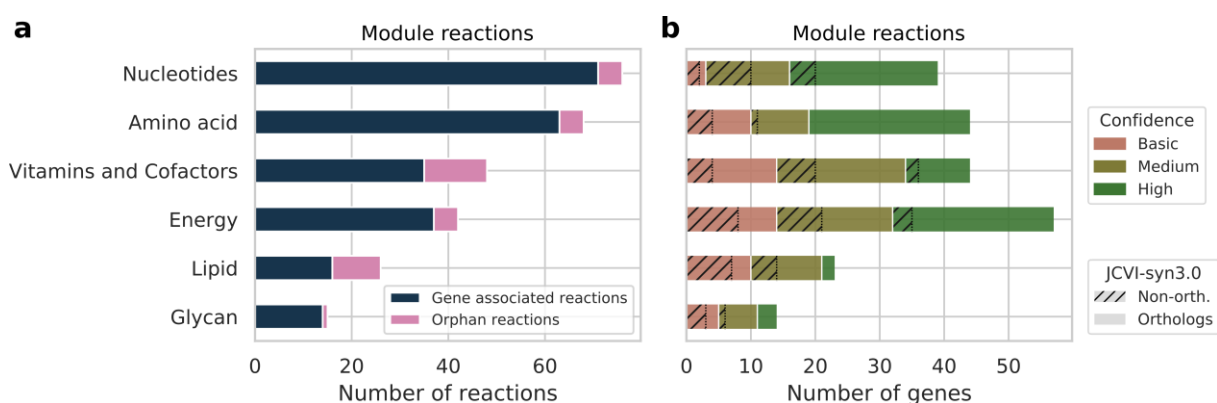 a
Module reactions
Nucleotides
Amino acid
Vitamins and Cofactors
Energy
Lipid
Glycan
Gene associated reactions
Orphan reactions
0 20 40 60
Number of reactions
b
Module reactions
Confidence
Basic
Medium
High
JCVI-syn3.0
Non-orth.
Orthologs
0 10 20 30 40 50
Number of genes